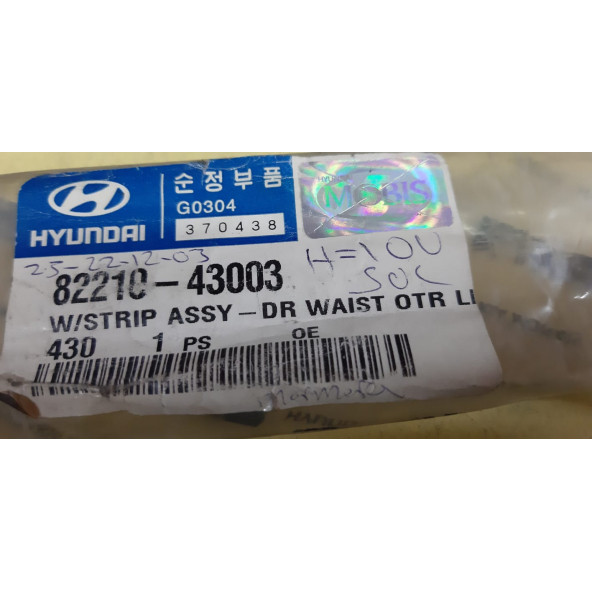 순정부품
G0304
370438
HYUNDAI
MOBIS
25-22-12-03
H=100
SOL
82210-43003
W/STRIP ASSY-DR WAIST OTR L
430 1 PS OE